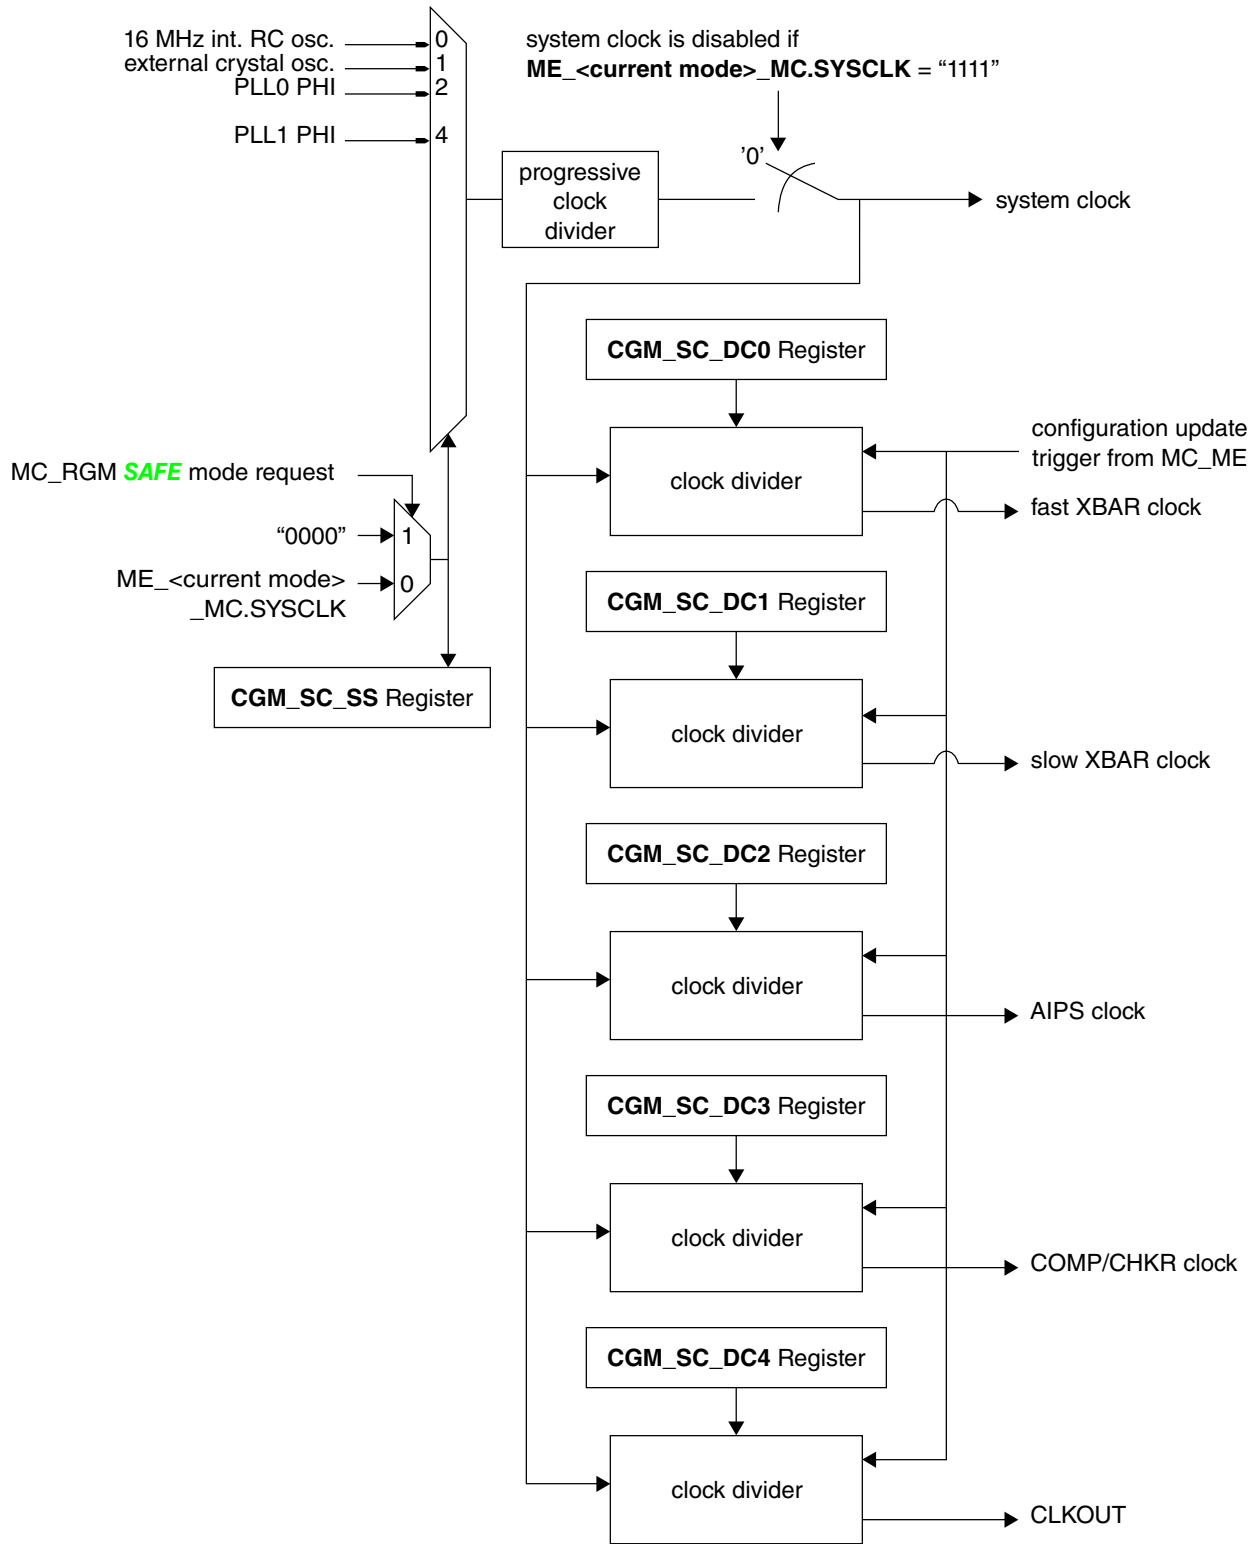 16 MHz int. RC osc.
0
external crystal osc.
1
PLL0 PHI
2
PLL1 PHI
4
system clock is disabled if
ME_<current mode>_MC.SYSCLK = “1111”
'0'
progressive
clock
divider
system clock
CGM_SC_DC0 Register
clock divider
configuration update
trigger from MC_ME
fast XBAR clock
MC_RGM SAFE mode request
“0000”
1
ME_<current mode>
_MC.SYSCLK
0
CGM_SC_SS Register
CGM_SC_DC1 Register
clock divider
slow XBAR clock
CGM_SC_DC2 Register
clock divider
AIPS clock
CGM_SC_DC3 Register
clock divider
COMP/CHKR clock
CGM_SC_DC4 Register
clock divider
CLKOUT